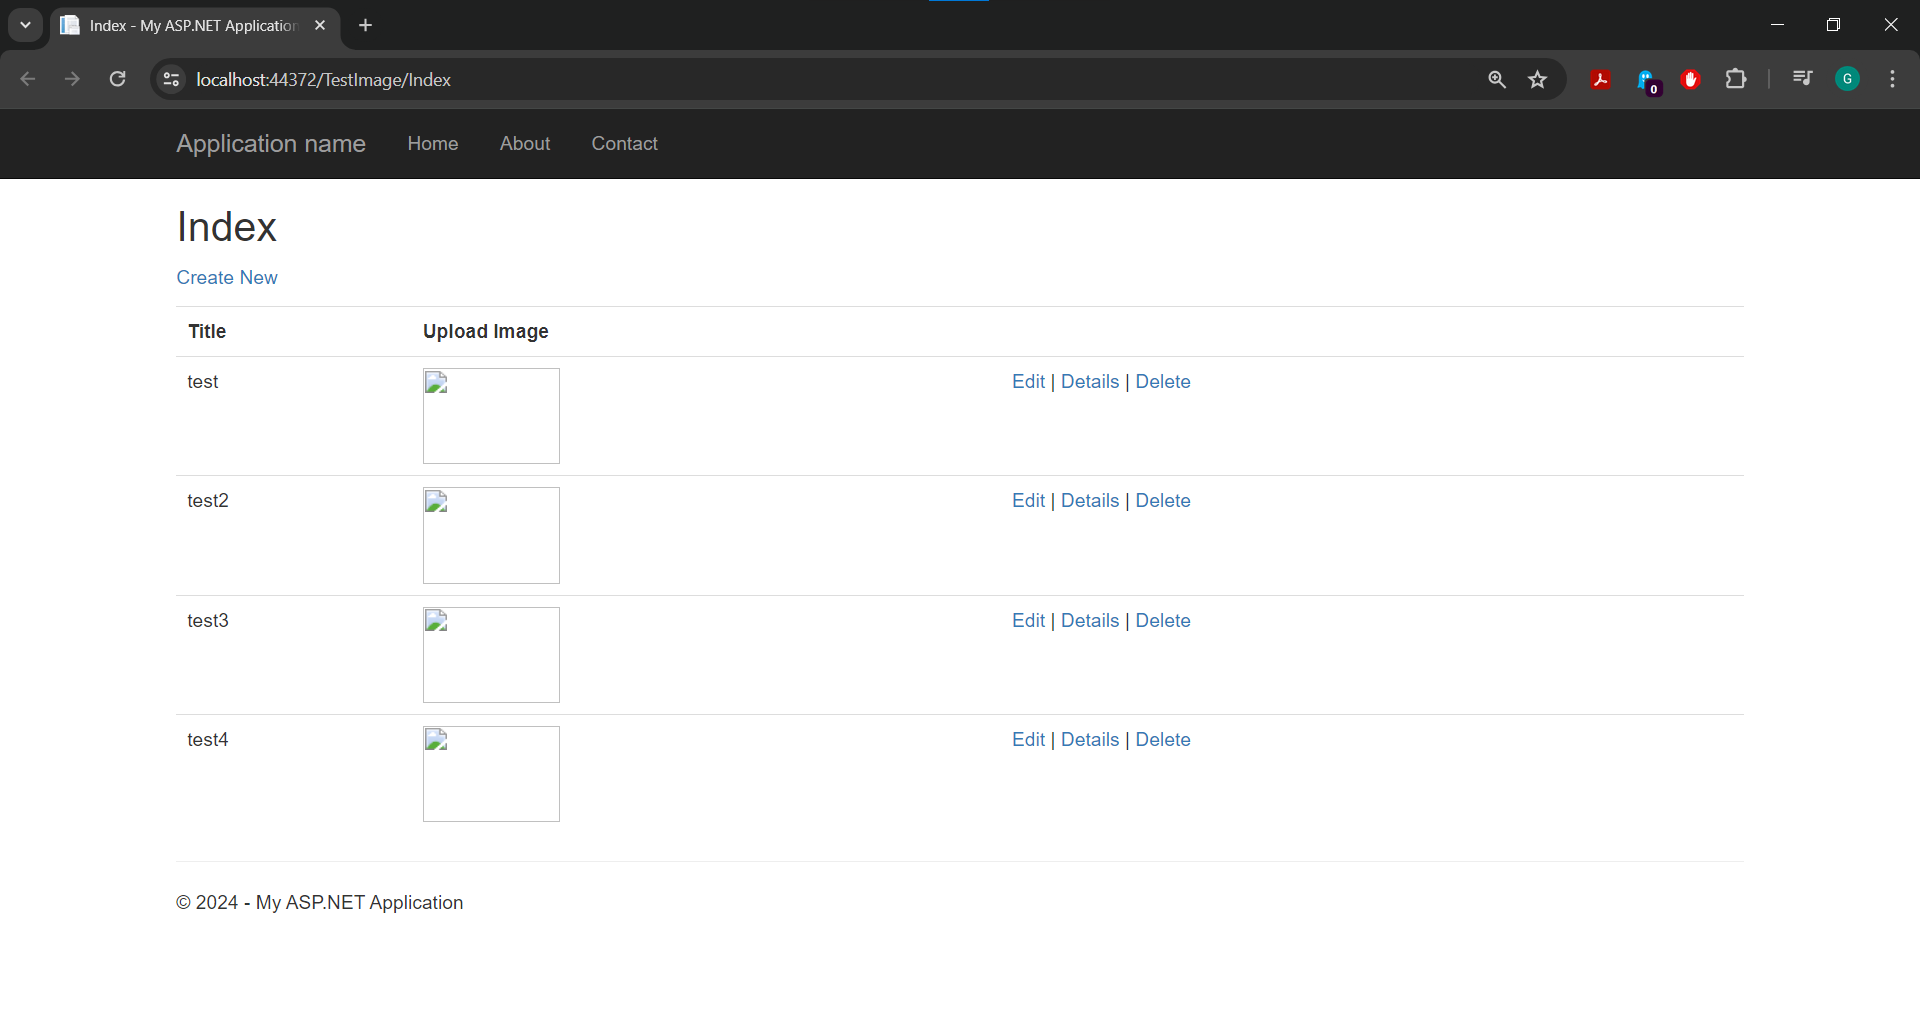 Index - My ASP.NET Application
localhost:44372/TestImage/Index
0
G
Application name Home About Contact
Index
Create New
Title Upload Image
test Edit | Details | Delete
test2 Edit | Details | Delete
test3 Edit | Details | Delete
test4 Edit | Details | Delete
© 2024 - My ASP.NET Application